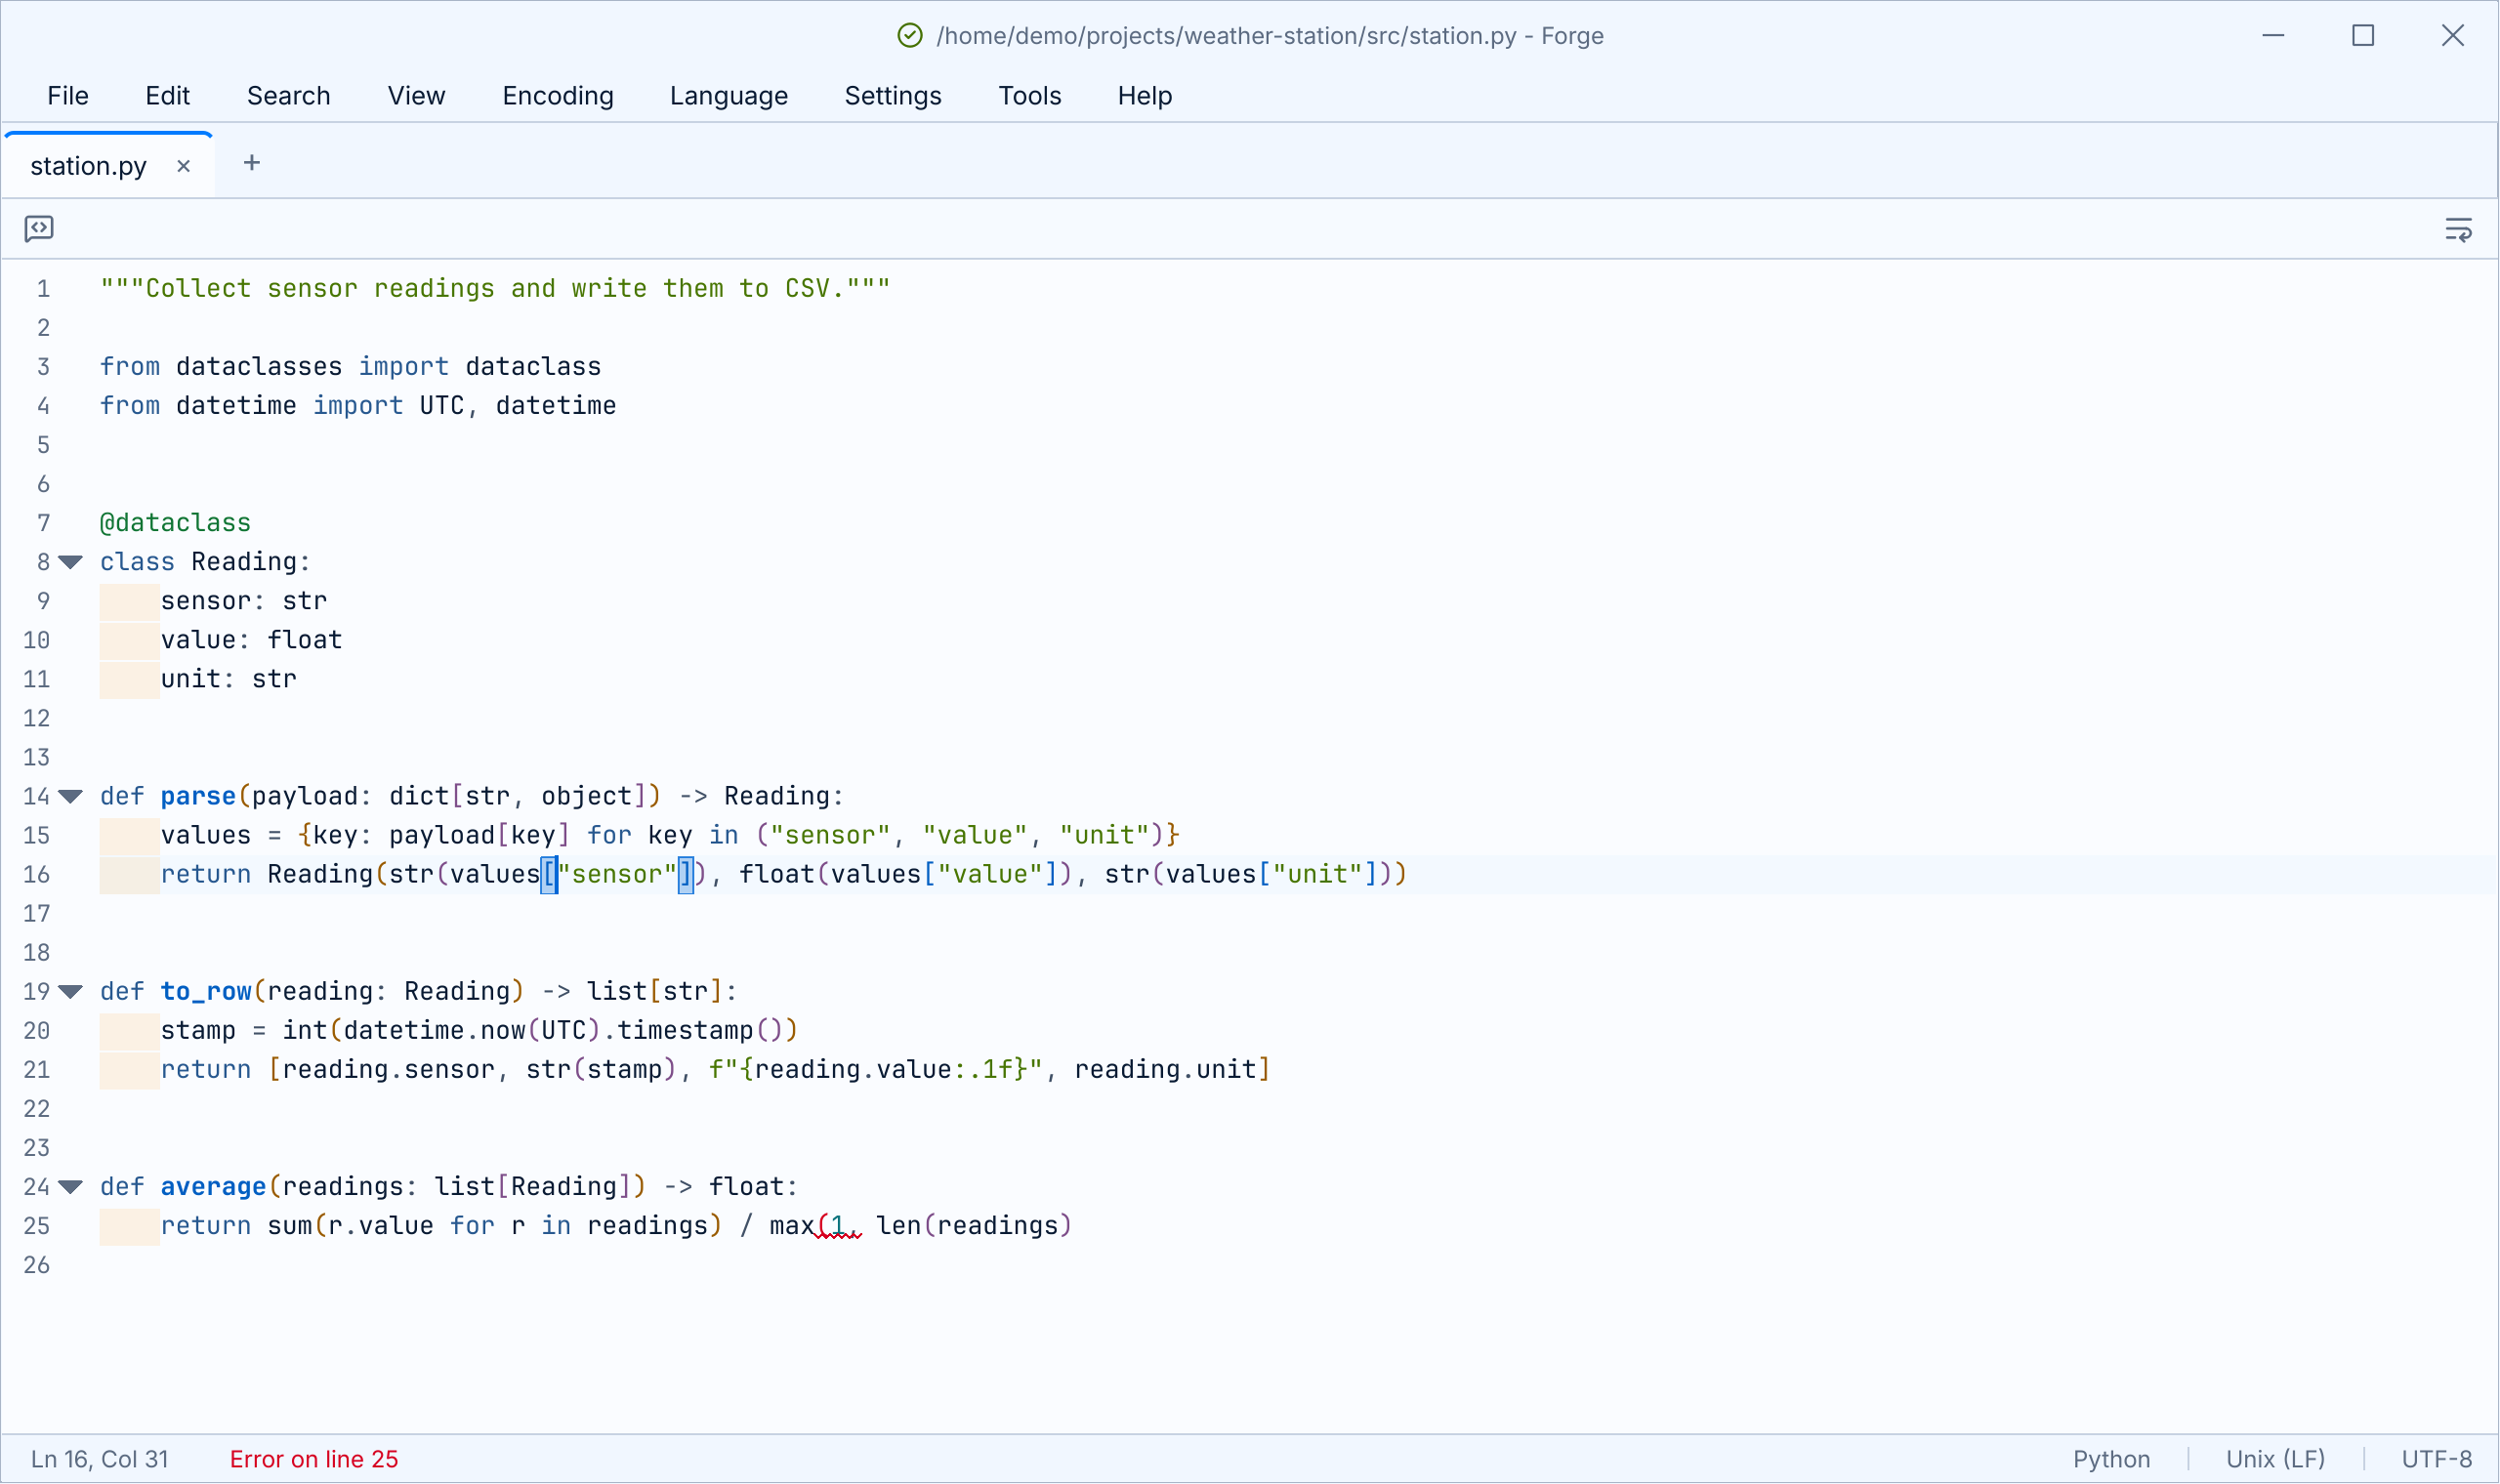 /home/demo/projects/weather-station/src/station.py - Forge
File Edit Search View Encoding Language Settings Tools Help
station.py × +
1 """Collect sensor readings and write them to CSV."""
2
3 from dataclasses import dataclass
4 from datetime import UTC, datetime
5
6
7 @dataclass
8 class Reading:
9     sensor: str
10     value: float
11     unit: str
12
13
14 def parse(payload: dict[str, object]) -> Reading:
15     values = {key: payload[key] for key in ("sensor", "value", "unit")}
16     return Reading(str(values["sensor"]), float(values["value"]), str(values["unit"]))
17
18
19 def to_row(reading: Reading) -> list[str]:
20     stamp = int(datetime.now(UTC).timestamp())
21     return [reading.sensor, str(stamp), f"{reading.value:.1f}", reading.unit]
22
23
24 def average(readings: list[Reading]) -> float:
25     return sum(r.value for r in readings) / max(1, len(readings)
26
Ln 16, Col 31 Error on line 25 Python Unix (LF) UTF-8